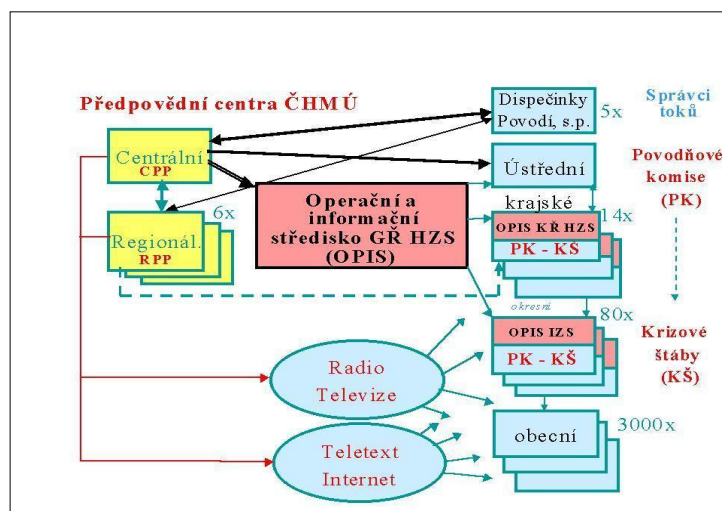 Předpovědní centra ČHMÚ
Dispečinky
Povodí, s.p.
5x
Správci
toků
Centrální
CPP
Ústřední
Povodňové
komise
(PK)
Operační a
informační
středisko GŘ HZS
(OPIS)
krajské
6x
Regionál.
RPP
OPIS KŘ HZS
14x
PK - KŠ
okresní
80x
OPIS IZS
PK - KŠ
Krizové
štáby
(KŠ)
Radio
Televize
3000x
obecní
Teletext
Internet